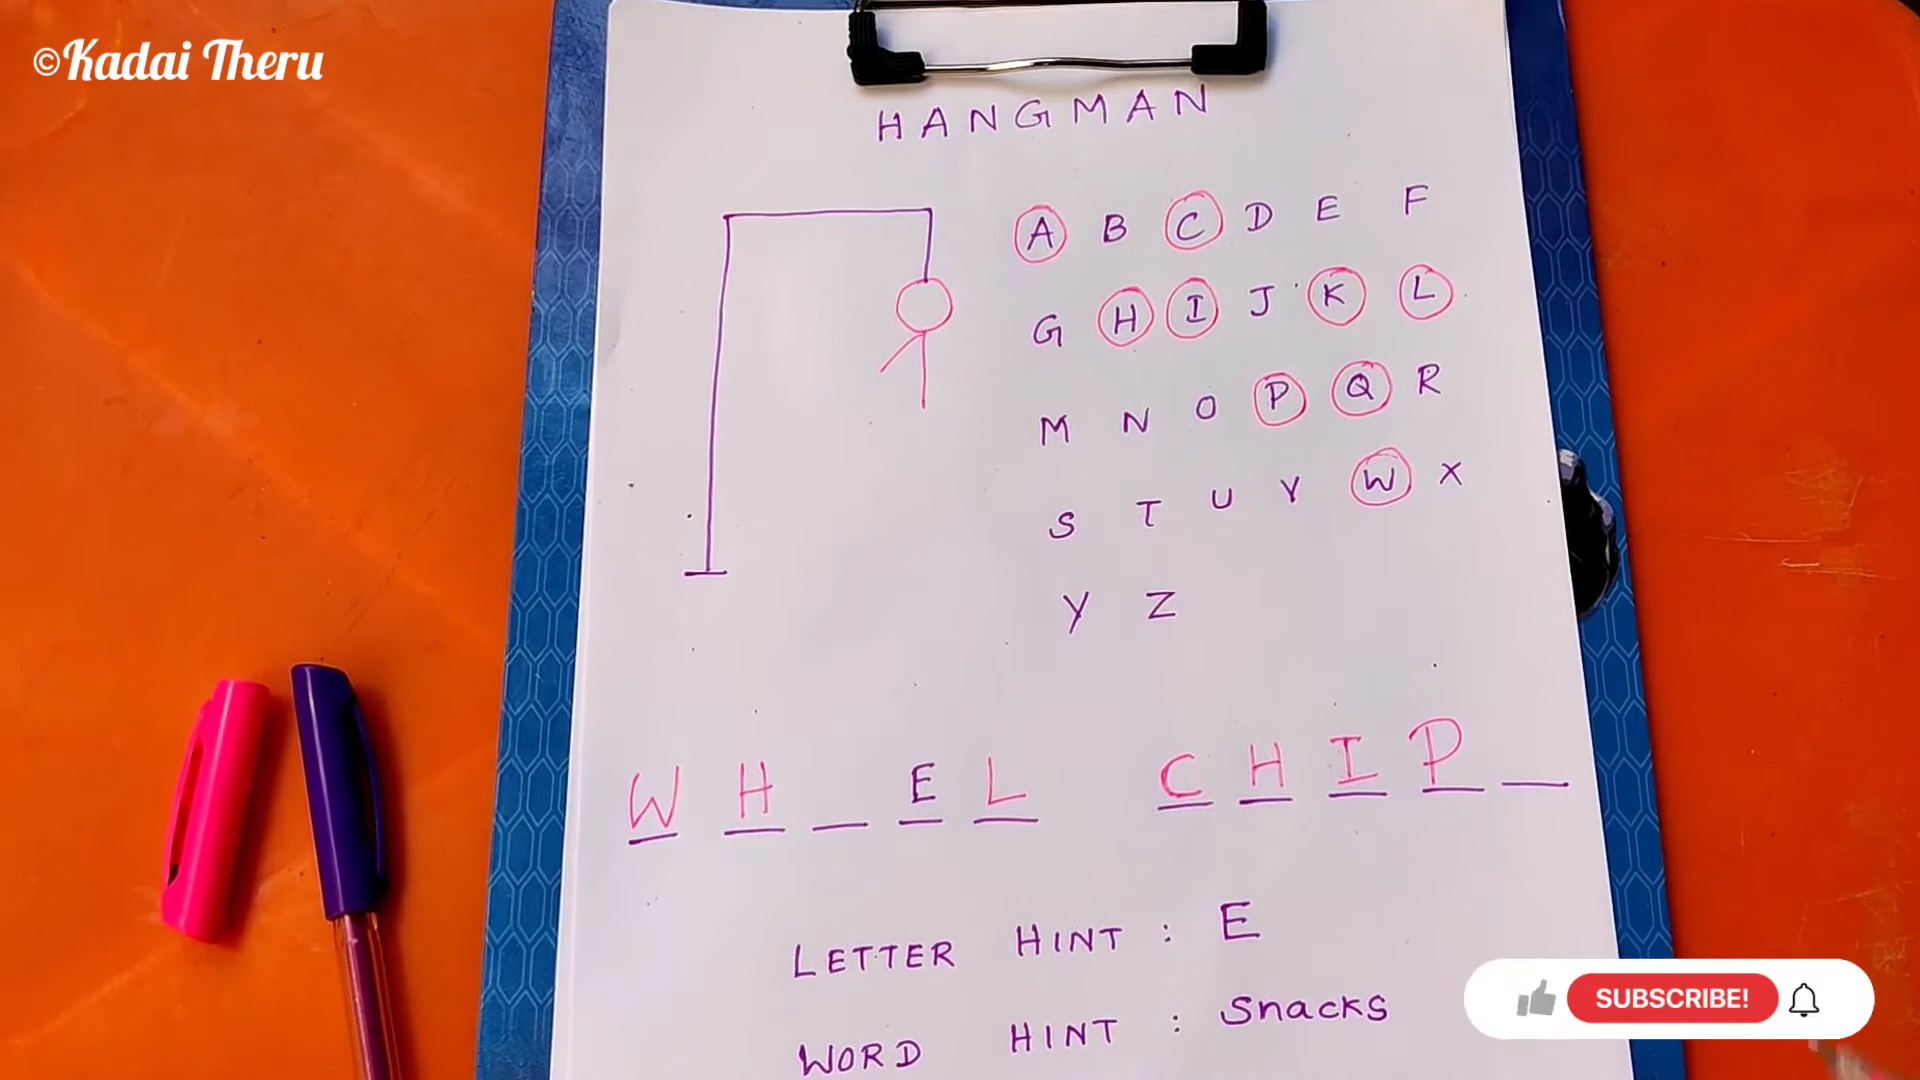 ©Kadai Theru
HANGMAN
A B C D E F
G H I J K L
M N O P Q R
S T U V W X
Y Z
W H _ E L C H I P _
LETTER HINT : E
WORD HINT : Snacks
SUBSCRIBE!